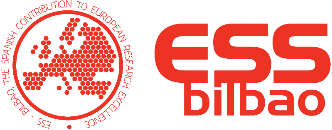 ESS · BILBAO, THE SPANISH CONTRIBUTION TO EUROPEAN RESEARCH EXCELLENCE
ESS
bilbao